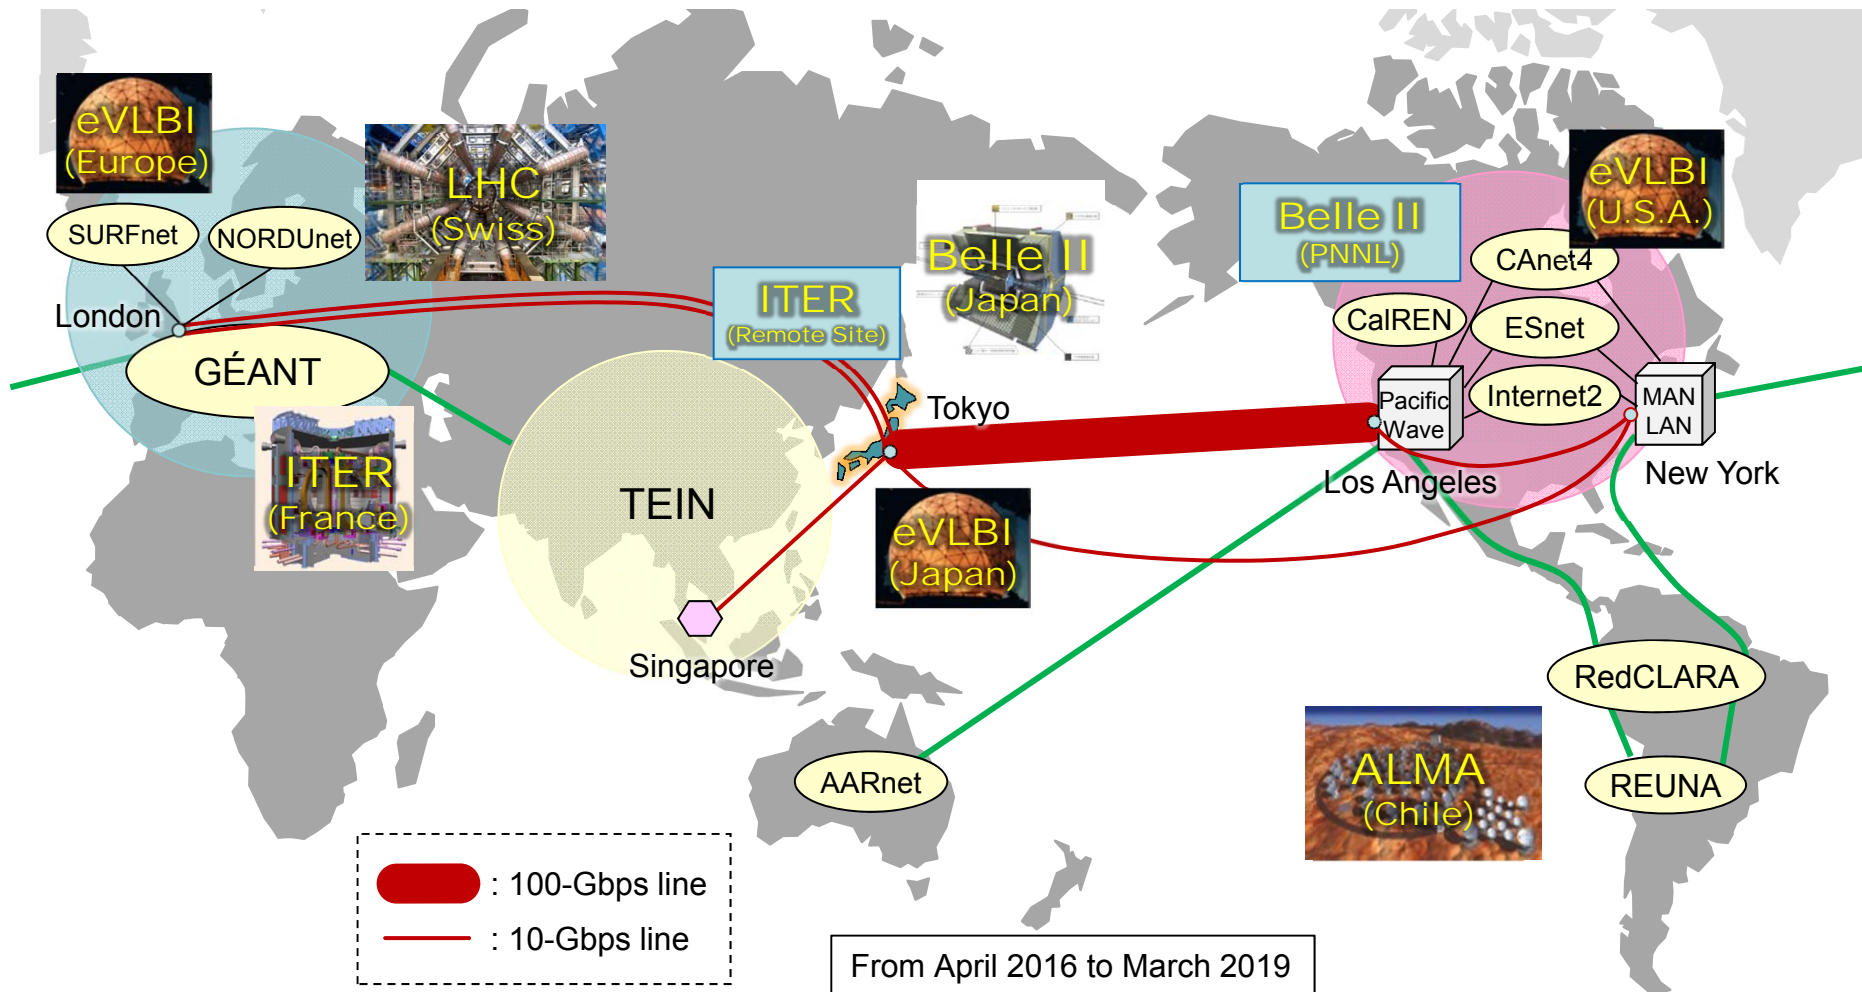 eVLBI
(Europe)
SURFnet
NORDUnet
LHC
(Swiss)
London
GÉANT
ITER
(France)
ITER
(Remote Site)
Belle II
(Japan)
TEIN
Singapore
Tokyo
eVLBI
(Japan)
AARnet
Belle II
(PNNL)
eVLBI
(U.S.A.)
CAnet4
CalREN
ESnet
Internet2
Pacific
Wave
MAN
LAN
Los Angeles
New York
RedCLARA
REUNA
ALMA
(Chile)
: 100-Gbps line
: 10-Gbps line
From April 2016 to March 2019